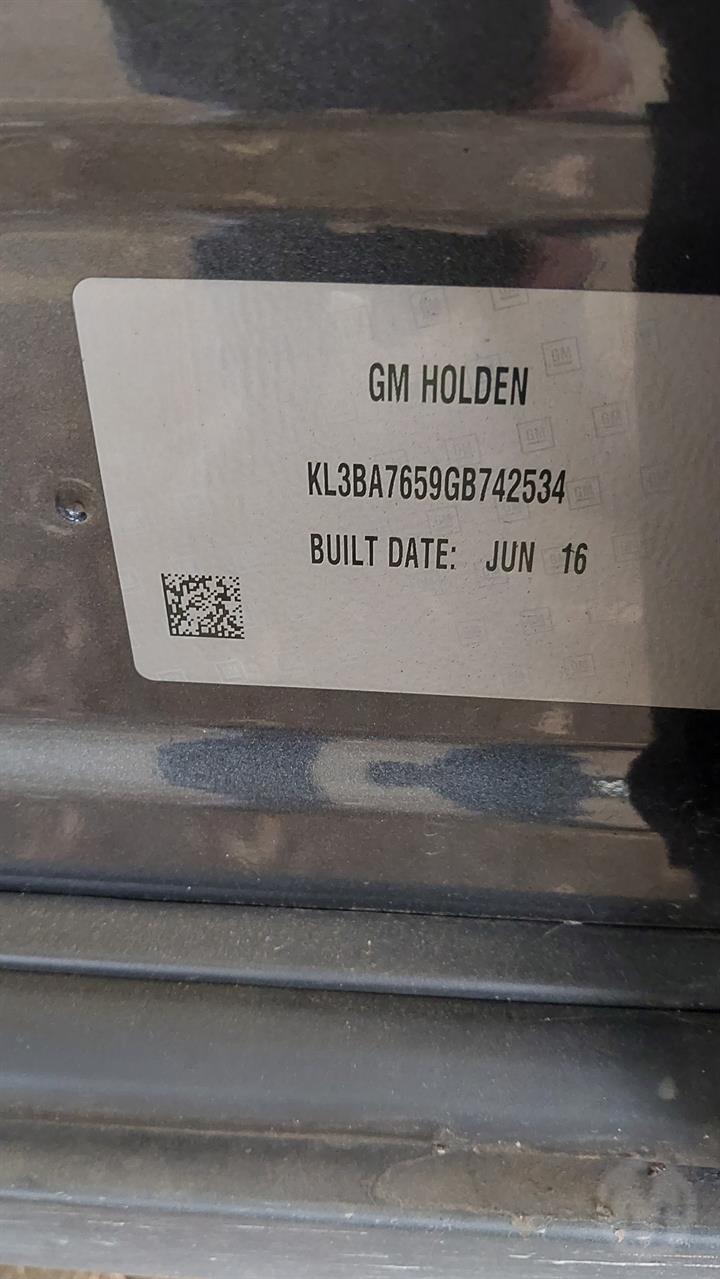 GM HOLDEN
KL3BA7659GB742534
BUILT DATE: JUN 16